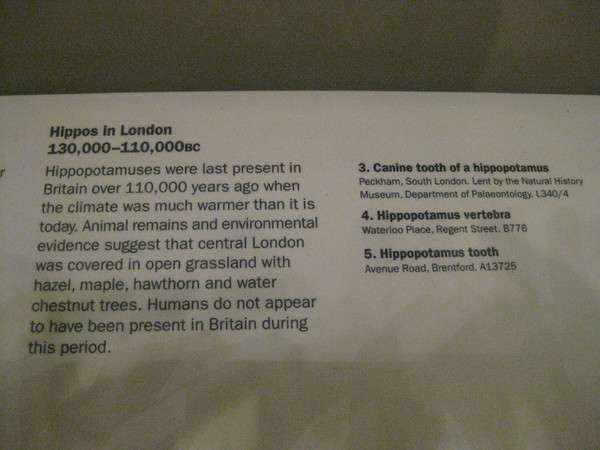 Hippos in London
130,000–110,000BC
Hippopotamuses were last present in
Britain over 110,000 years ago when
the climate was much warmer than it is
today. Animal remains and environmental
evidence suggest that central London
was covered in open grassland with
hazel, maple, hawthorn and water
chestnut trees. Humans do not appear
to have been present in Britain during
this period.
3. Canine tooth of a hippopotamus
Peckham, South London. Lent by the Natural History
Museum, Department of Palaeontology. L340/4
4. Hippopotamus vertebra
Waterloo Place, Regent Street. B776
5. Hippopotamus tooth
Avenue Road, Brentford. A13725